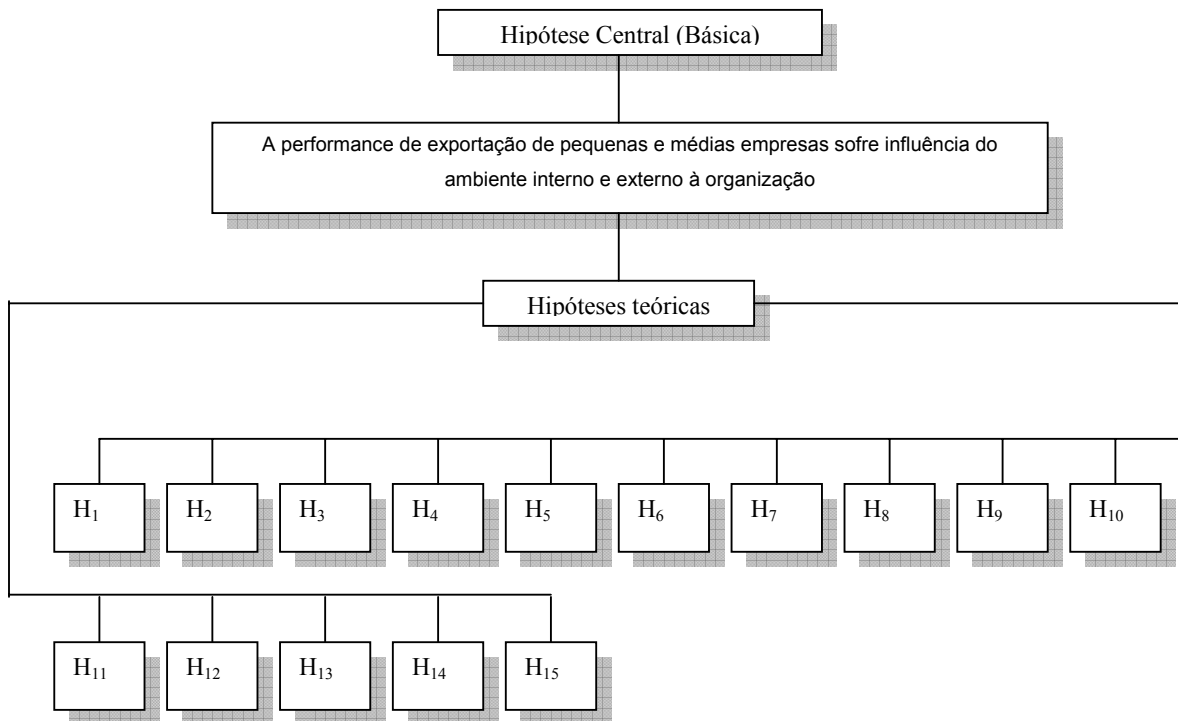 Hipótese Central (Básica)
A performance de exportação de pequenas e médias empresas sofre influência do
ambiente interno e externo à organização
Hipóteses teóricas
H₁ H₂ H₃ H₄ H₅ H₆ H₇ H₈ H₉ H₁₀
H₁₁ H₁₂ H₁₃ H₁₄ H₁₅